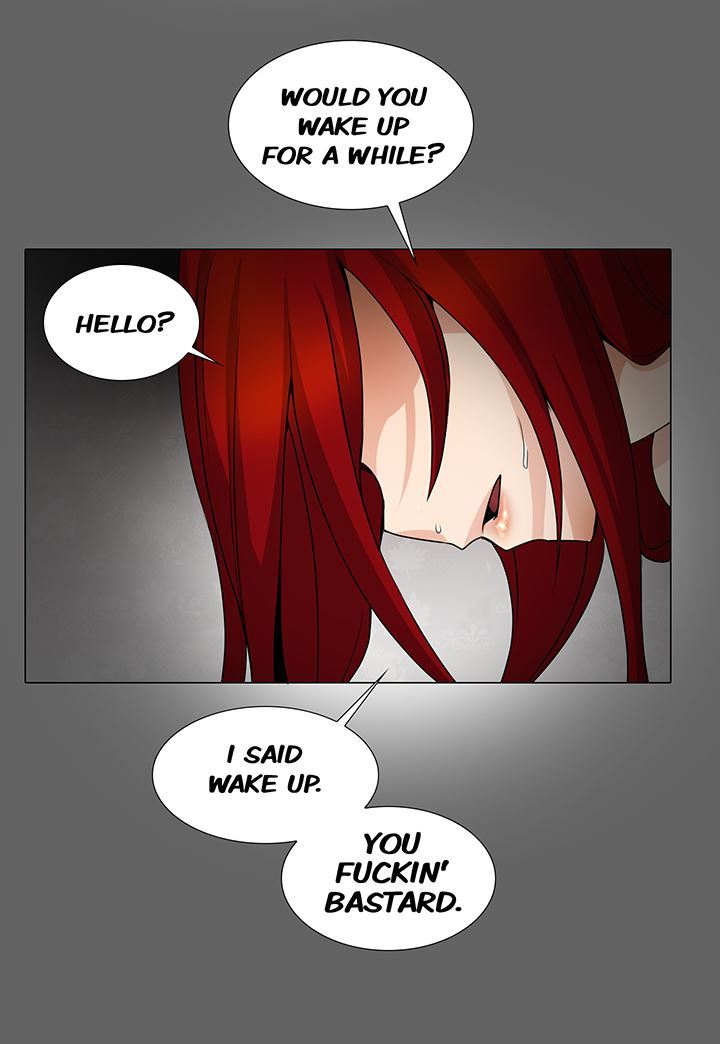 WOULD YOU
WAKE UP
FOR A WHILE?
HELLO?
I SAID
WAKE UP.
YOU
FUCKIN'
BASTARD.